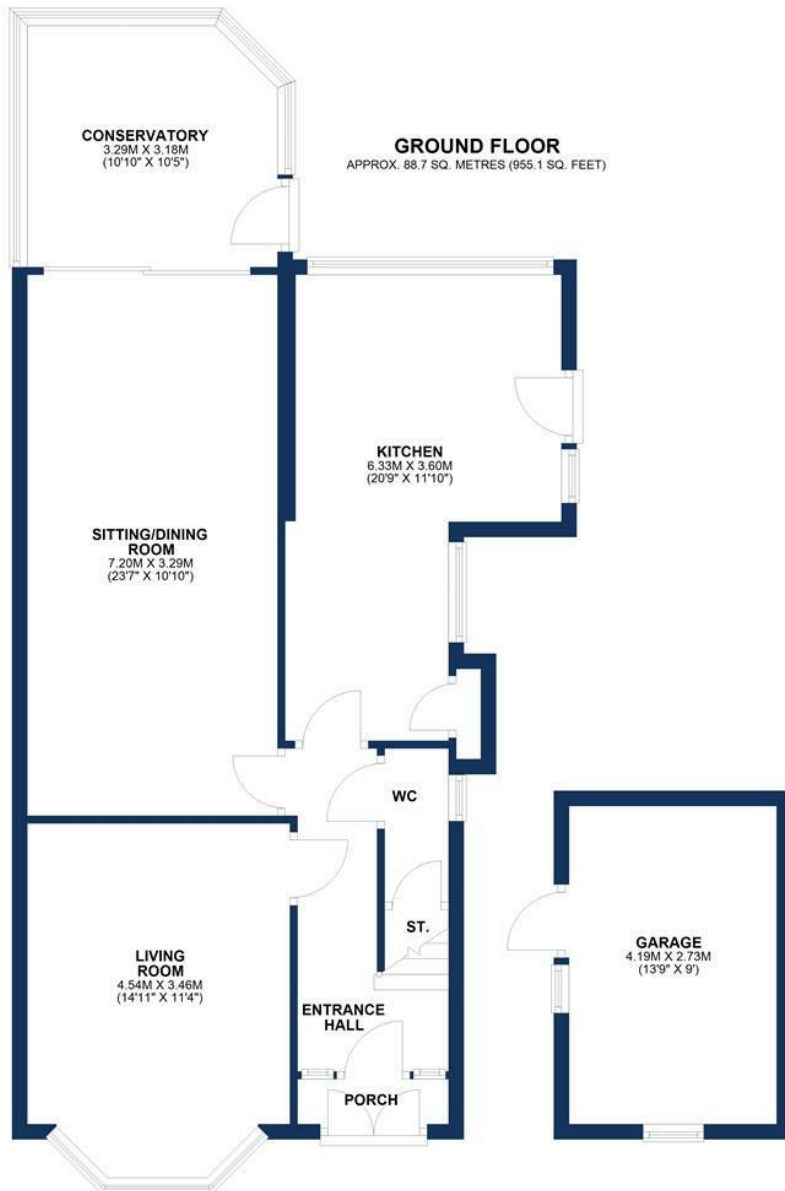 CONSERVATORY
3.29M X 3.18M
(10'10" X 10'5")
GROUND FLOOR
APPROX. 88.7 SQ. METRES (955.1 SQ. FEET)
KITCHEN
6.33M X 3.60M
(20'9" X 11'10")
SITTING/DINING
ROOM
7.20M X 3.29M
(23'7" X 10'10")
WC
ST.
LIVING
ROOM
4.54M X 3.46M
(14'11" X 11'4")
ENTRANCE
HALL
PORCH
GARAGE
4.19M X 2.73M
(13'9" X 9')